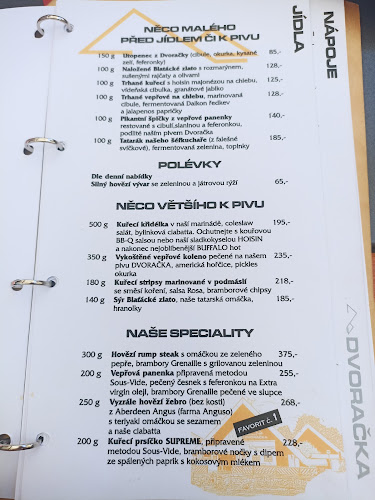 NĚCO MALÉHO
PŘED JÍDLEM ČI K PIVU
150 g Utopenec z Dvoračky (cibule, okurka, kysané 85,-
zelí, feferonky)
100 g Naložené Blatácké zlato s rozmarýnem, 128,-
sušenými rajčaty a olivami
100 g Trhané kuřecí s hoisin majonézou na chlebu, 125,-
vídeňská cibulka, granátové jablko
100 g Trhané vepřové na chlebu, marinovaná 128,-
cibule, fermentovaná Daikon ředkev
a jalapenos papričky
100 g Pikantní špičky z vepřové panenky 140,-
restované s cibulí, slaninou a feferonkou,
podlité naším pivem Dvoračka
100 g Tatarák našeho šéfkuchaře (z falešné 185,-
svíčkové), fermentovaná zelenina, topinky
POLÉVKY
Dle denní nabídky
Silný hovězí vývar se zeleninou a játrovou rýží 65,-
NĚCO VĚTŠÍHO K PIVU
500 g Kuřecí křidélka v naší marinádě, coleslaw 195,-
salát, bylinková ciabatta. Ochutnejte s kouřovou
BB-Q salsou nebo naší sladkokyselou HOISIN
a nakonec nejoblíbenější BUFFALO hot
350 g Vykoštěné vepřové koleno pečené na našem 235,-
pivu DVORAČKA, americká hořčice, pickles
okurka
180 g Kuřecí stripsy marinované v podmáslí 218,-
se směsí koření, salsa Rosa, bramborové chipsy
140 g Sýr Blatácké zlato, naše tatarská omáčka, 185,-
hranolky
NAŠE SPECIALITY
300 g Hovězí rump steak s omáčkou ze zeleného 375,-
pepře, brambory Grenaille s grilovanou zeleninou
200 g Vepřová panenka připravená metodou 255,-
Sous-Vide, pečený česnek s feferonkou na Extra
virgin oleji, brambory Grenaille pečené ve slupce
250 g Vyzrálé hovězí žebro (bez kosti) 268,-
z Aberdeen Angus (farma Anguso)
s teriyaki omáčkou se sezamem
a naše ciabatta
FAVORIT č. 1
200 g Kuřecí prsíčko SUPREME, připravené 228,-
metodou Sous-Vide, bramborové nočky s dipem
ze spálených paprik s kokosovým mlékem
JÍDLA
NÁPOJE
DVORAČKA